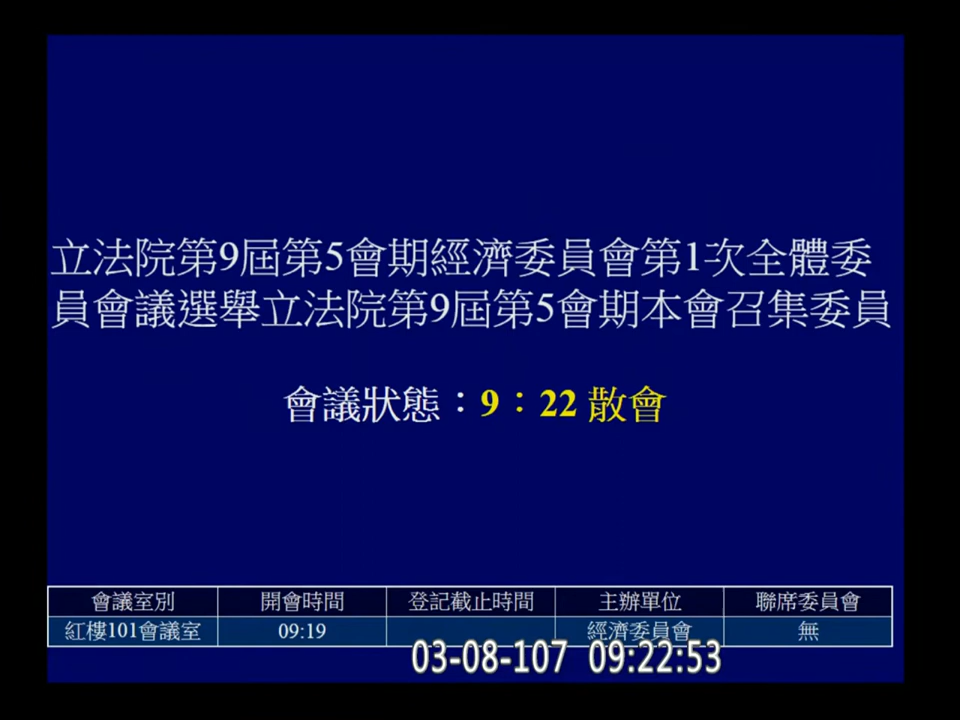 立法院第9屆第5會期經濟委員會第1次全體委
員會議選舉立法院第9屆第5會期本會召集委員
會議狀態：9：22 散會
會議室別 開會時間 登記截止時間 主辦單位 聯席委員會
紅樓101會議室 09:19 經濟委員會 無
03-08-107 09:22:53